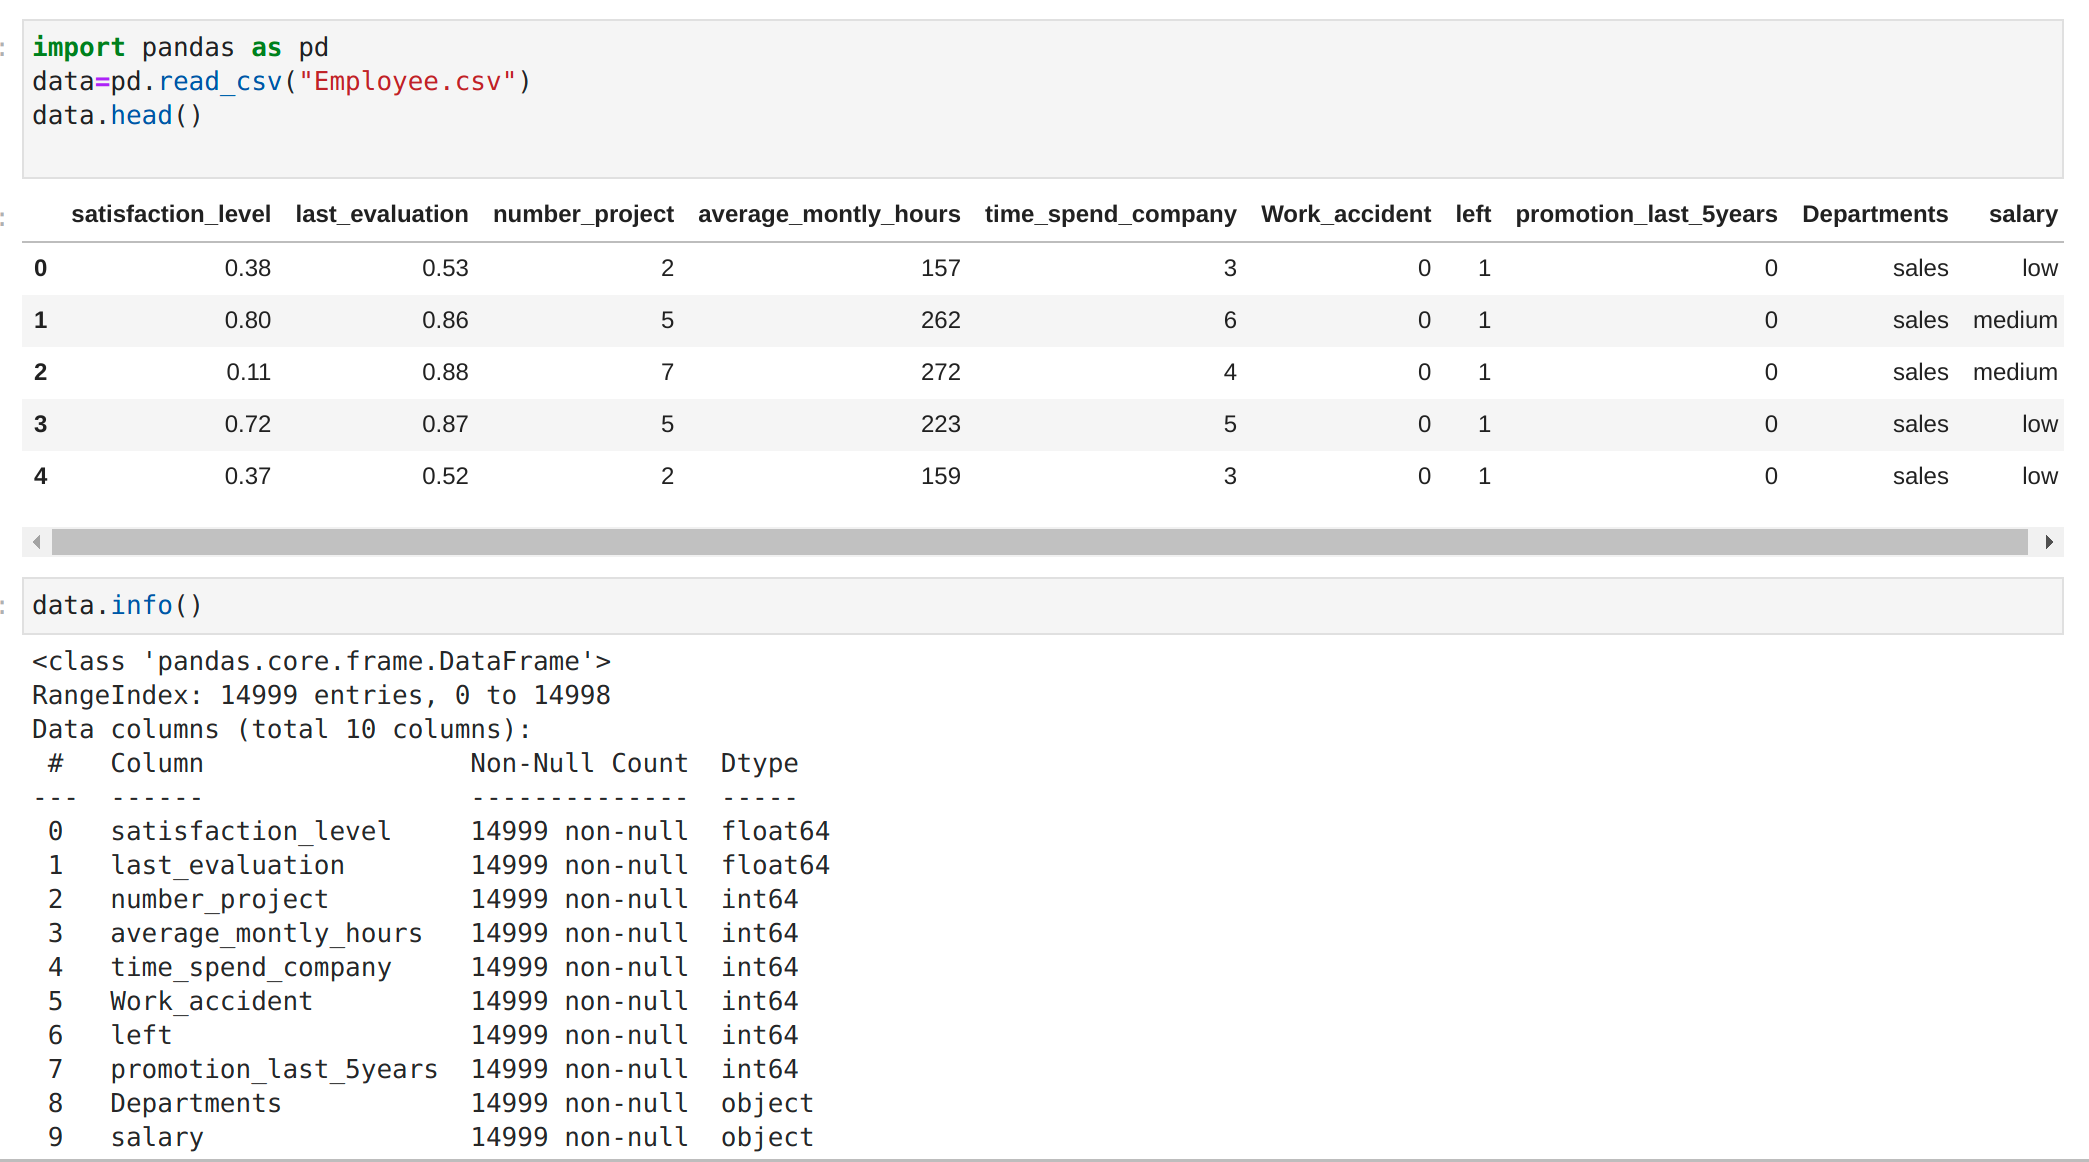 import pandas as pd
data=pd.read_csv("Employee.csv")
data.head()
satisfaction_level last_evaluation number_project average_montly_hours time_spend_company Work_accident left promotion_last_5years Departments salary
0 0.38 0.53 2 157 3 0 1 0 sales low
1 0.80 0.86 5 262 6 0 1 0 sales medium
2 0.11 0.88 7 272 4 0 1 0 sales medium
3 0.72 0.87 5 223 5 0 1 0 sales low
4 0.37 0.52 2 159 3 0 1 0 sales low
data.info()
<class 'pandas.core.frame.DataFrame'>
RangeIndex: 14999 entries, 0 to 14998
Data columns (total 10 columns):
# Column Non-Null Count Dtype
--- ------ -------------- -----
0 satisfaction_level 14999 non-null float64
1 last_evaluation 14999 non-null float64
2 number_project 14999 non-null int64
3 average_montly_hours 14999 non-null int64
4 time_spend_company 14999 non-null int64
5 Work_accident 14999 non-null int64
6 left 14999 non-null int64
7 promotion_last_5years 14999 non-null int64
8 Departments 14999 non-null object
9 salary 14999 non-null object